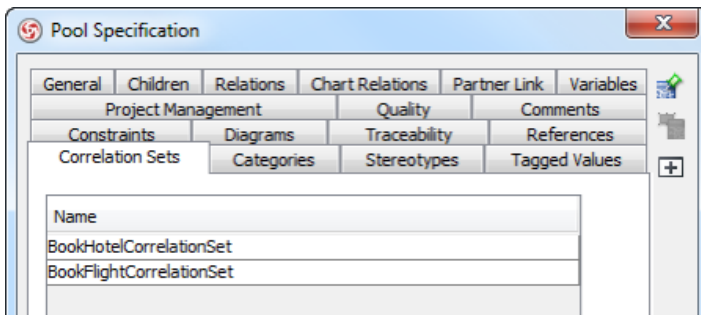 Pool Specification
General Children Relations Chart Relations Partner Link Variables
Project Management Quality Comments
Constraints Diagrams Traceability References
Correlation Sets Categories Stereotypes Tagged Values
Name
BookHotelCorrelationSet
BookFlightCorrelationSet